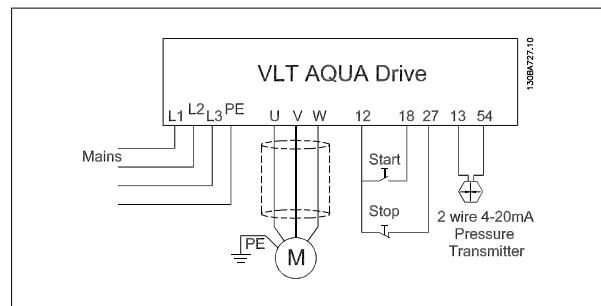 VLT AQUA Drive
130BA727.10
L1 L2 L3 PE U V W 12 18 27 13 54
Mains
Start
Stop
2 wire 4-20mA
Pressure
Transmitter
PE
M